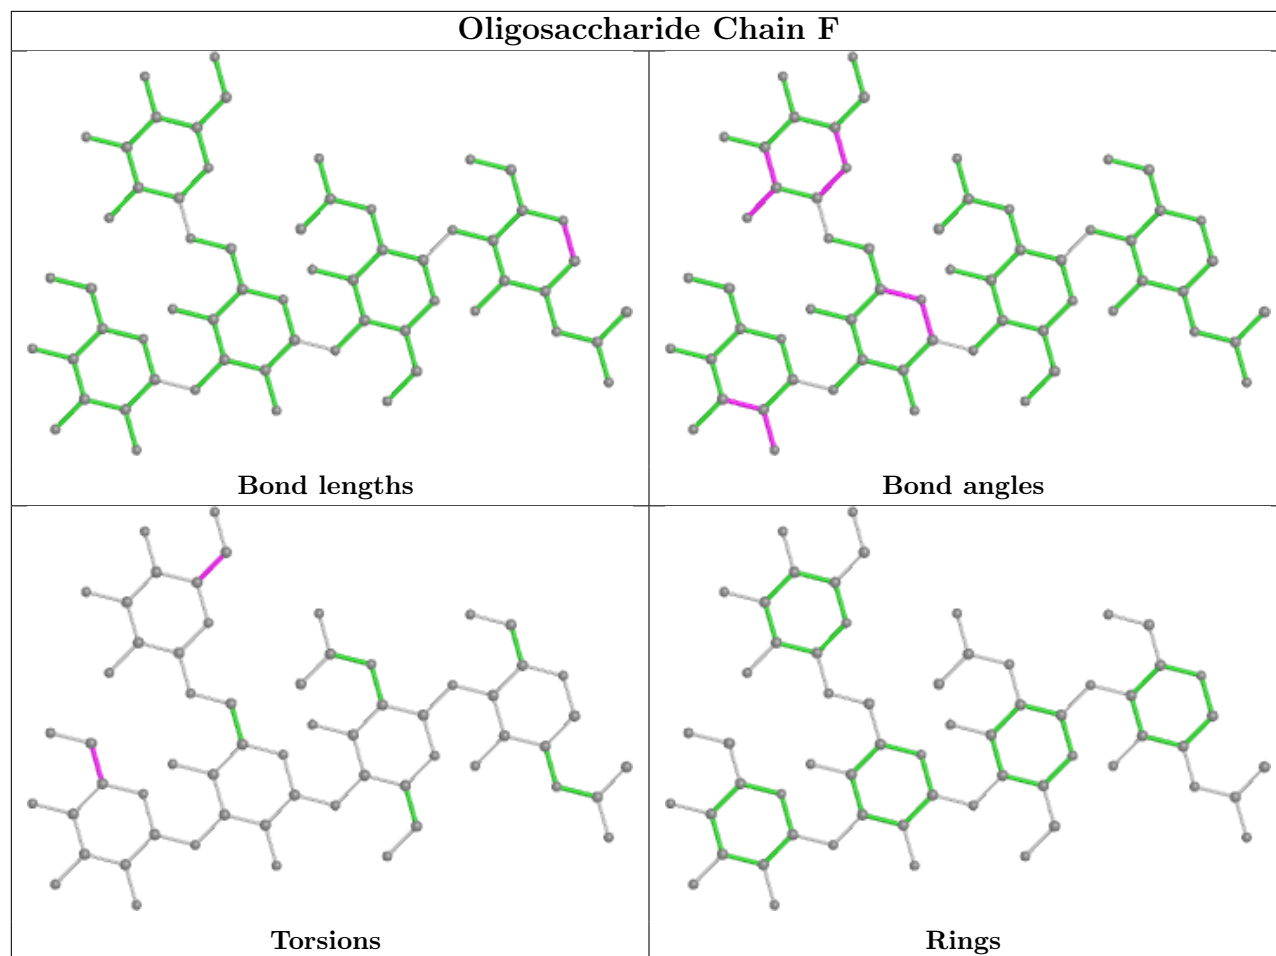 Oligosaccharide Chain F
Bond lengths
Bond angles
Torsions
Rings